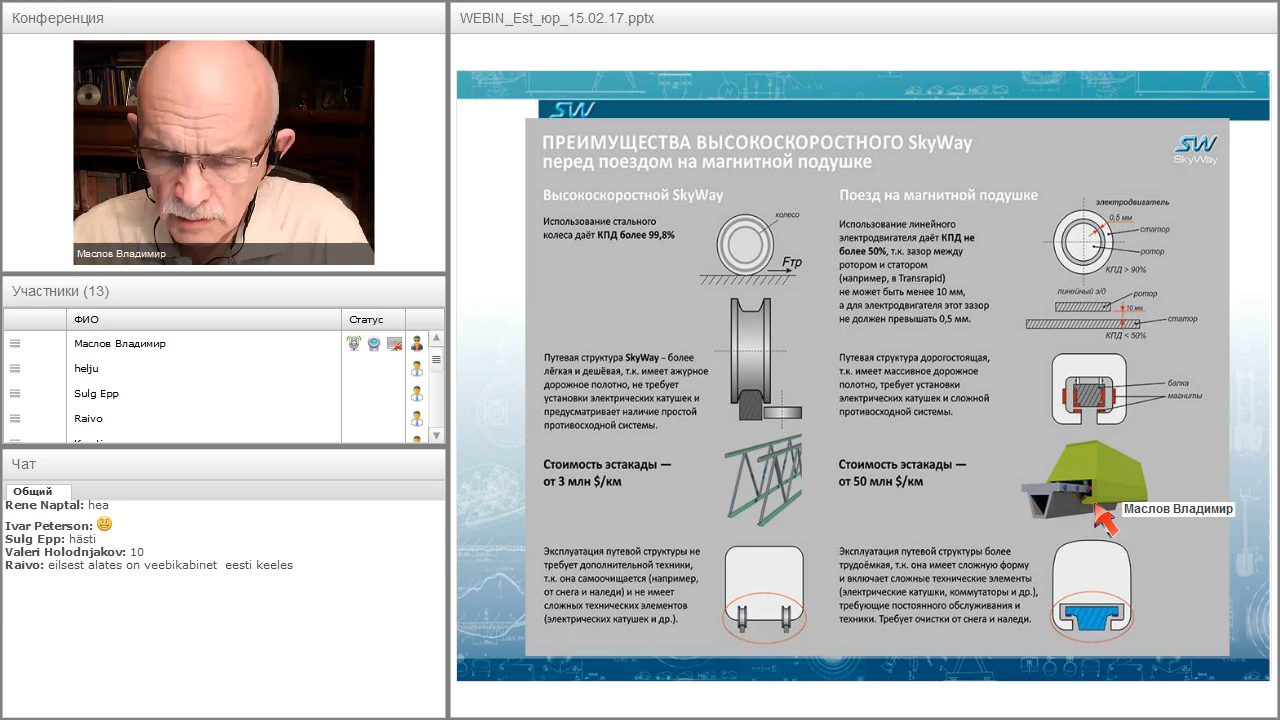 Конференция
Маслов Владимир
Участники (13)
ФИО
Статус
Маслов Владимир
helju
Sulg Epp
Raivo
Чат
Общий
Rene Naptal: hea
Ivar Peterson:
Sulg Epp: hästi
Valeri Holodnjakov: 10
Raivo: eilsest alates on veebikabinet eesti keeles
WEBIN_Est_юр_15.02.17.pptx
SW
ПРЕИМУЩЕСТВА ВЫСОКОСКОРОСТНОГО SkyWay
перед поездом на магнитной подушке
SW
SkyWay
Высокоскоростной SkyWay
Использование стального
колеса даёт КПД более 99,8%
колесо
Fтр
Путевая структура SkyWay – более
лёгкая и дешёвая, т.к. имеет ажурное
дорожное полотно, не требует
установки электрических катушек и
предусматривает наличие простой
противосходной системы.
Стоимость эстакады —
от 3 млн $/км
Эксплуатация путевой структуры не
требует дополнительной техники,
т.к. она самоочищается (например,
от снега и наледи) и не имеет
сложных технических элементов
(электрических катушек и др.).
Поезд на магнитной подушке
Использование линейного
электродвигателя даёт КПД не
более 50%, т.к. зазор между
ротором и статором
(например, в Transrapid)
не может быть менее 10 мм,
а для электродвигателя этот зазор
не должен превышать 0,5 мм.
электродвигатель
0,5 мм
статор
ротор
КПД > 90%
линейный э/д
ротор
10 мм
статор
КПД < 50%
Путевая структура дорогостоящая,
т.к. имеет массивное дорожное
полотно, требует установки
электрических катушек и сложной
противосходной системы.
балка
магниты
Стоимость эстакады —
от 50 млн $/км
Маслов Владимир
Эксплуатация путевой структуры более
трудоёмкая, т.к. она имеет сложную форму
и включает сложные технические элементы
(электрические катушки, коммутаторы и др.),
требующие постоянного обслуживания и
техники. Требует очистки от снега и наледи.